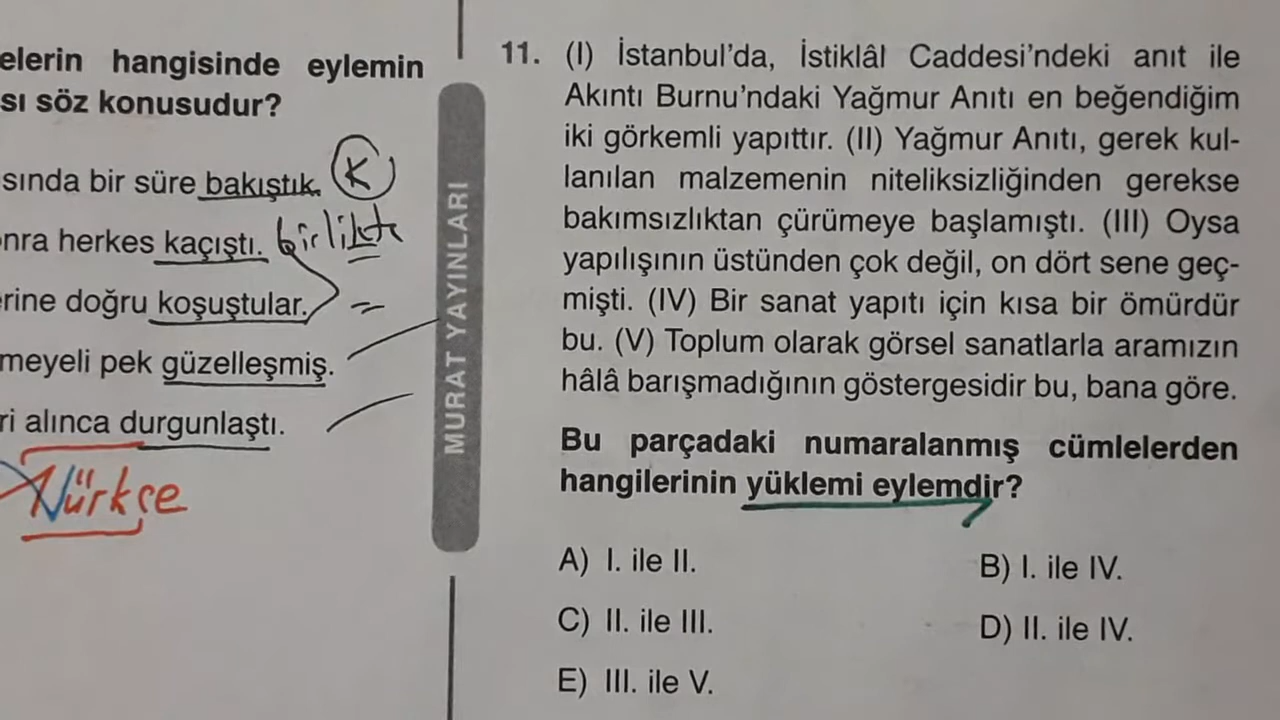 elerin hangisinde eylemin
sı söz konusudur?
sında bir süre bakıştık. K
onra herkes kaçıştı. birlikte
erine doğru koşuştular.
meyeli pek güzelleşmiş.
ri alınca durgunlaştı.
Nürkçe
MURAT YAYINLARI
11. (I) İstanbul’da, İstiklâl Caddesi’ndeki anıt ile
Akıntı Burnu’ndaki Yağmur Anıtı en beğendiğim
iki görkemli yapıttır. (II) Yağmur Anıtı, gerek kul-
lanılan malzemenin niteliksizliğinden gerekse
bakımsızlıktan çürümeye başlamıştı. (III) Oysa
yapılışının üstünden çok değil, on dört sene geç-
mişti. (IV) Bir sanat yapıtı için kısa bir ömürdür
bu. (V) Toplum olarak görsel sanatlarla aramızın
hâlâ barışmadığının göstergesidir bu, bana göre.
Bu parçadaki numaralanmış cümlelerden
hangilerinin yüklemi eylemdir?
A) I. ile II.
B) I. ile IV.
C) II. ile III.
D) II. ile IV.
E) III. ile V.